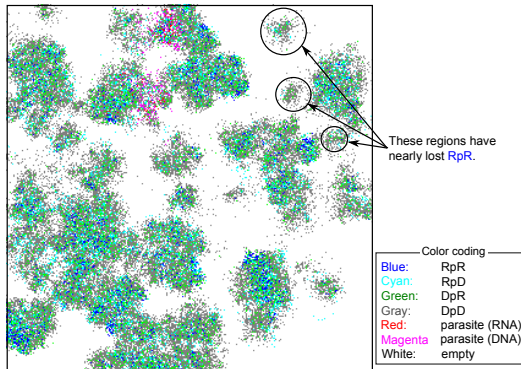 These regions have
nearly lost RpR.
Color coding
Blue: RpR
Cyan: RpD
Green: DpR
Gray: DpD
Red: parasite (RNA)
Magenta parasite (DNA)
White: empty